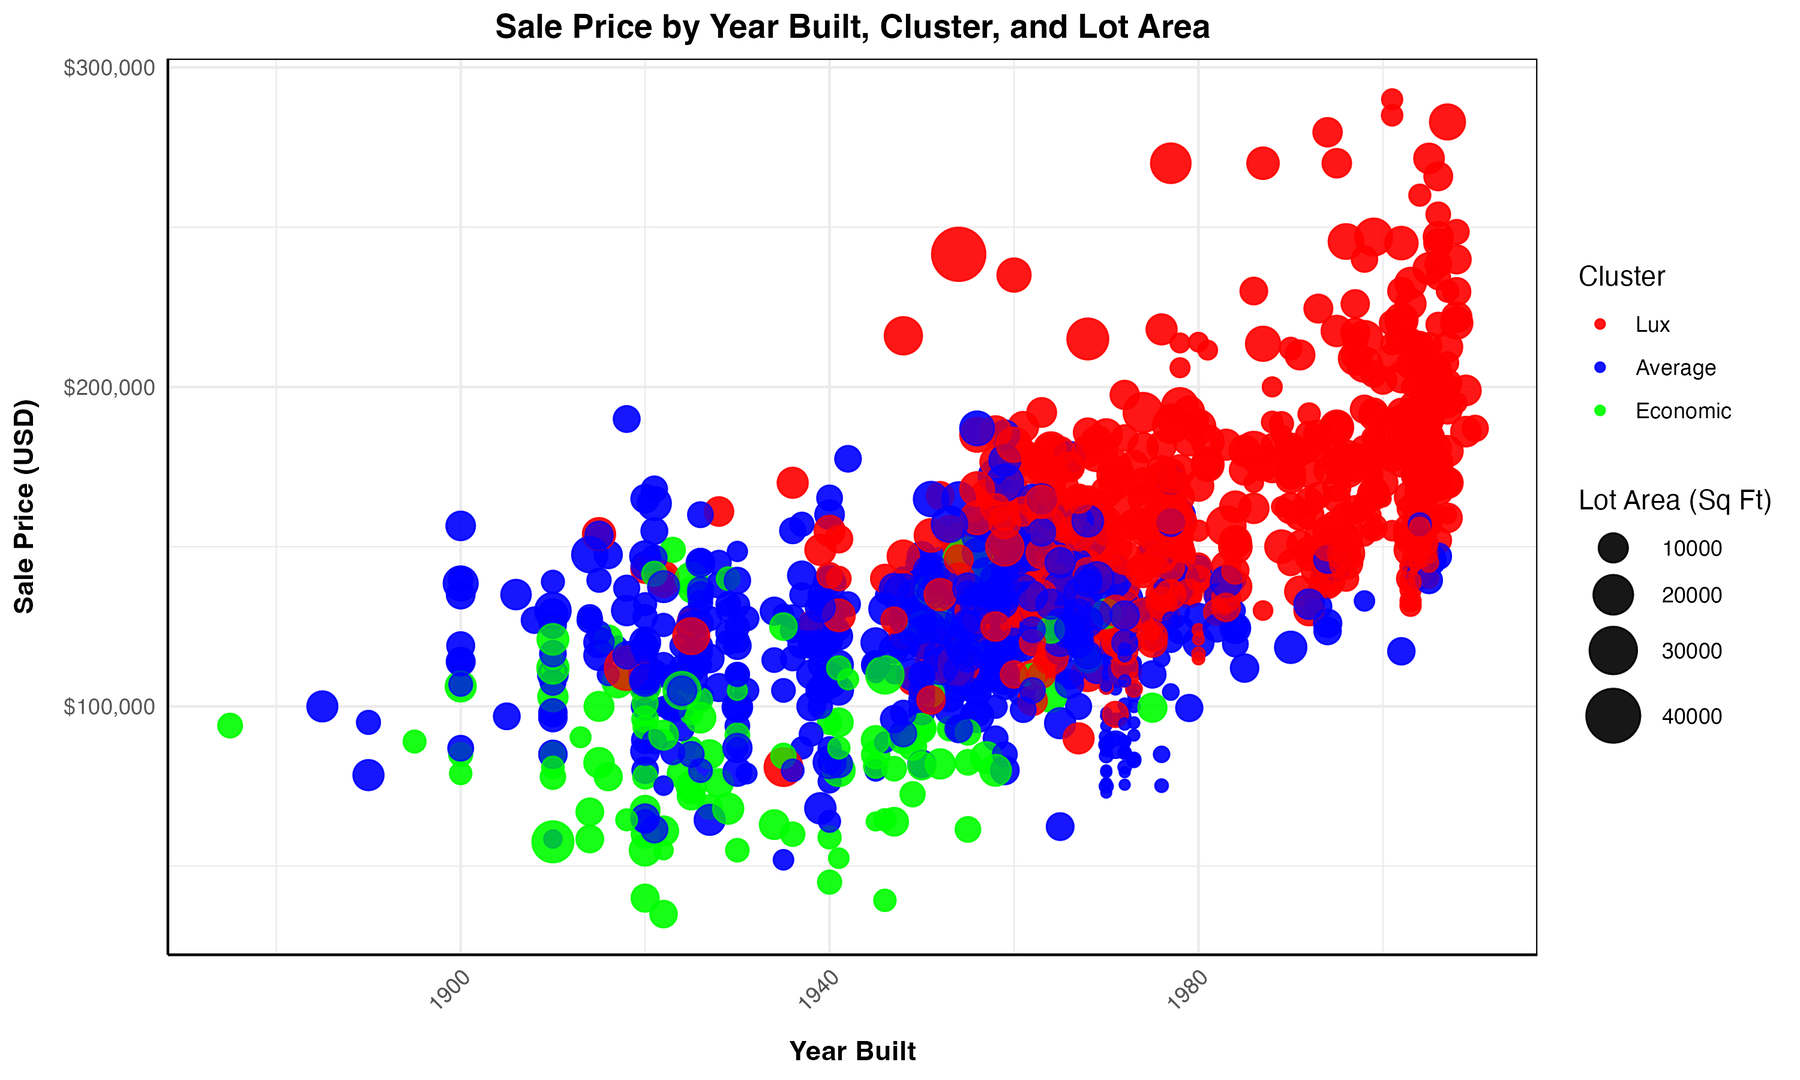 Sale Price by Year Built, Cluster, and Lot Area
$300,000
$200,000
$100,000
Sale Price (USD)
1900
1940
1980
Year Built
Cluster
Lux
Average
Economic
Lot Area (Sq Ft)
10000
20000
30000
40000